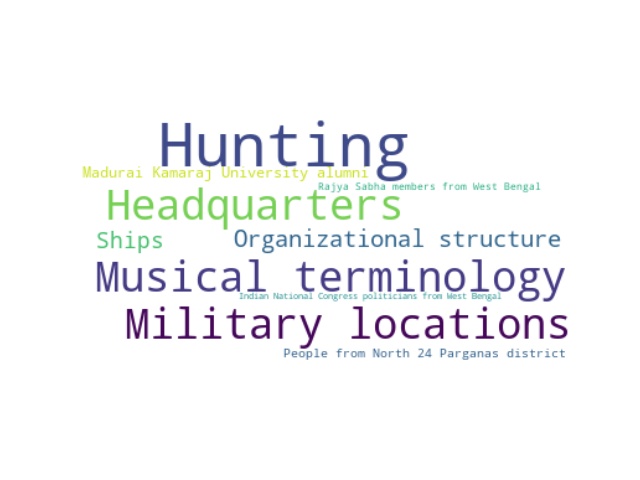 Hunting
Madurai Kamaraj University alumni
Rajya Sabha members from West Bengal
Headquarters
Ships
Organizational structure
Musical terminology
Indian National Congress politicians from West Bengal
Military locations
People from North 24 Parganas district